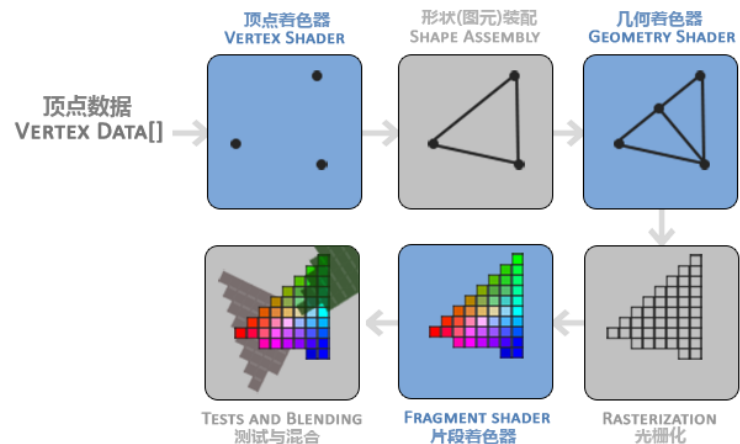 顶点着色器
VERTEX SHADER
形状(图元)装配
SHAPE ASSEMBLY
几何着色器
GEOMETRY SHADER
顶点数据
VERTEX DATA[]
TESTS AND BLENDING
测试与混合
FRAGMENT SHADER
片段着色器
RASTERIZATION
光栅化